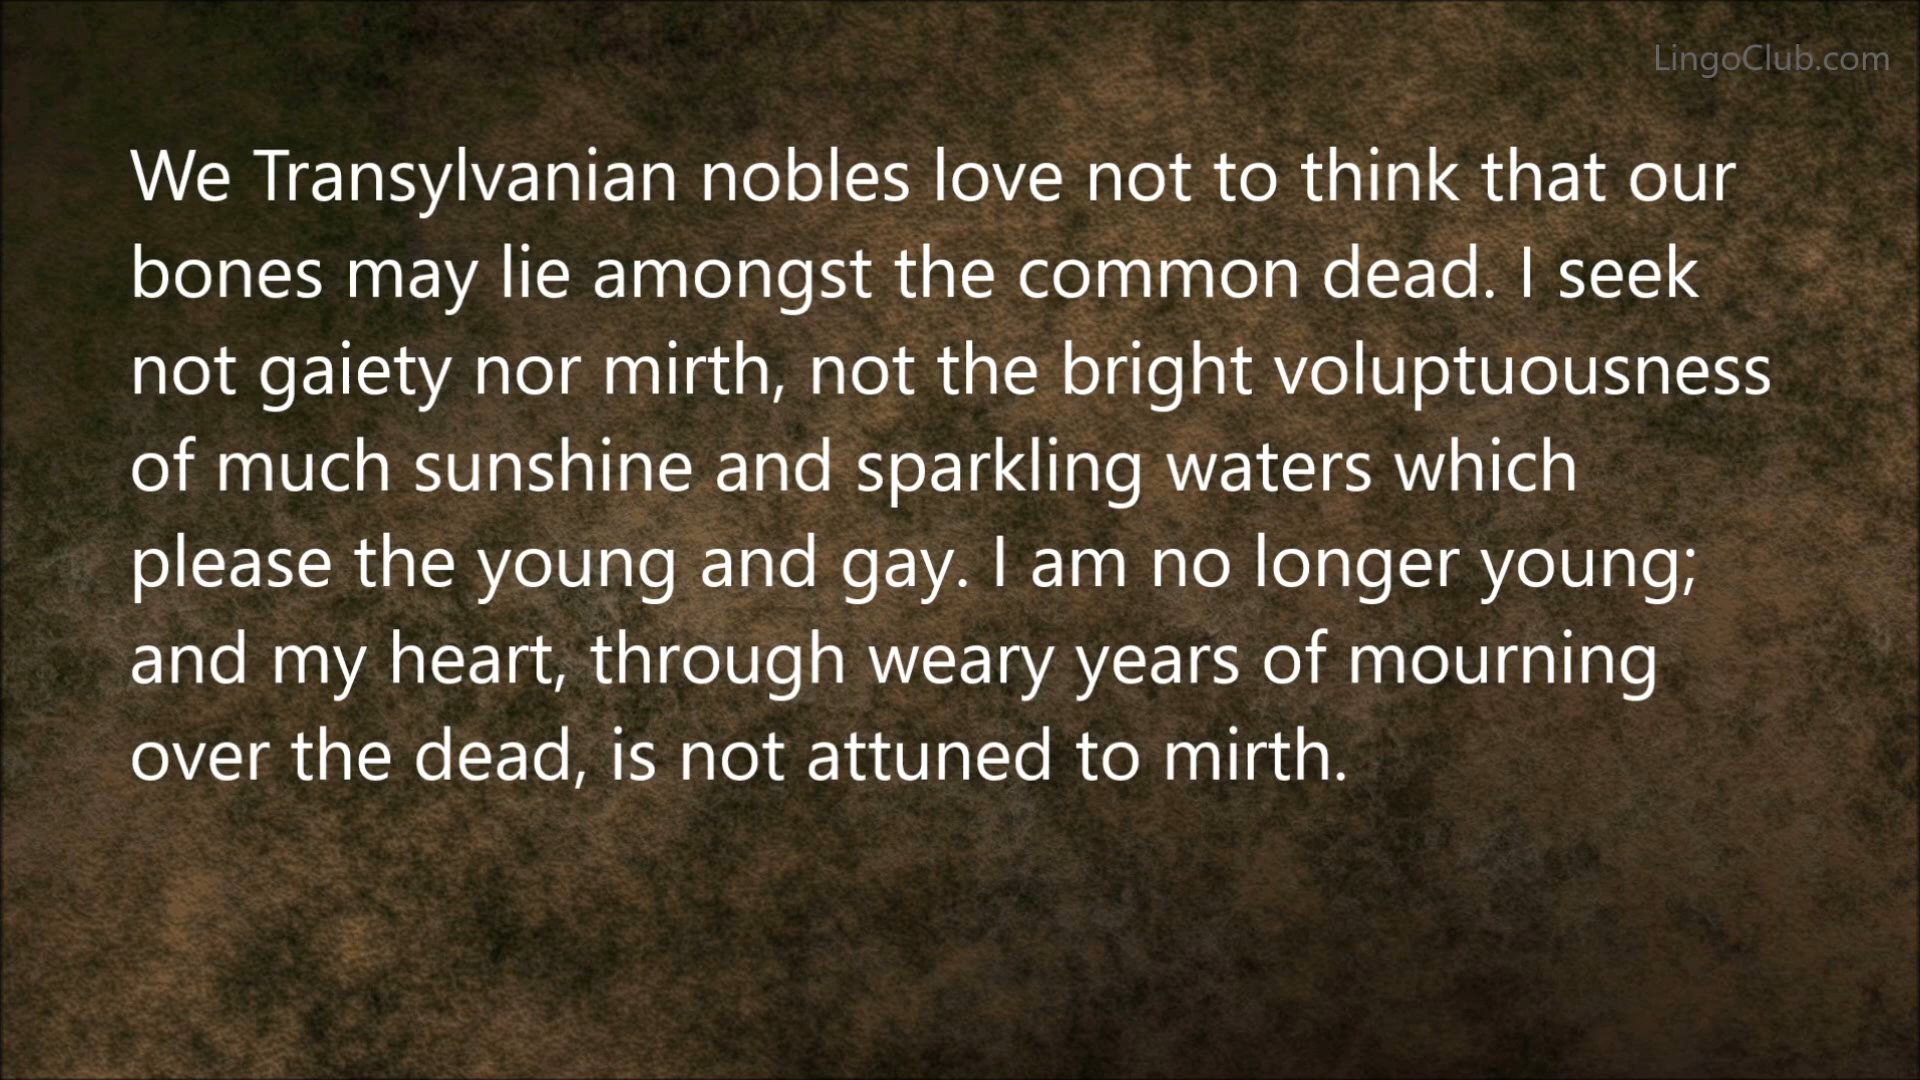 LingoClub.com
We Transylvanian nobles love not to think that our
bones may lie amongst the common dead. I seek
not gaiety nor mirth, not the bright voluptuousness
of much sunshine and sparkling waters which
please the young and gay. I am no longer young;
and my heart, through weary years of mourning
over the dead, is not attuned to mirth.